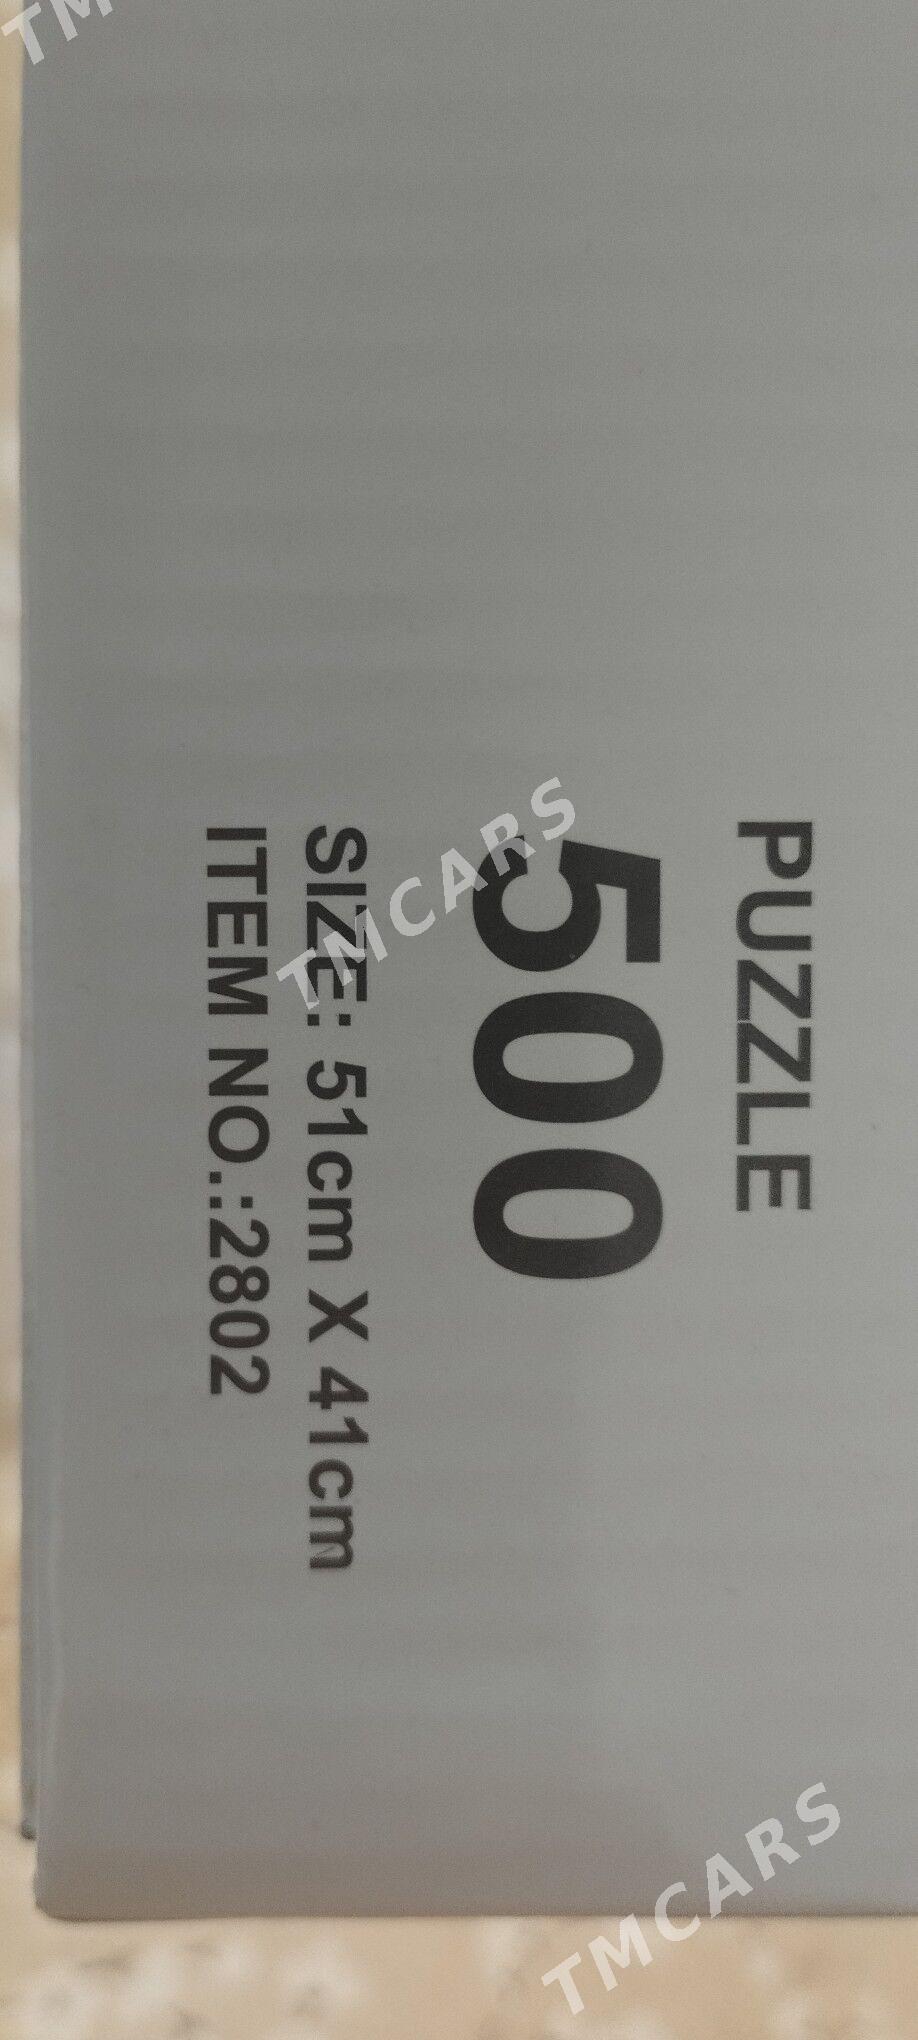 PUZZLE
500
SIZE: 51cm X 41cm
ITEM NO.:2802
TMCARS
TMCARS
TM